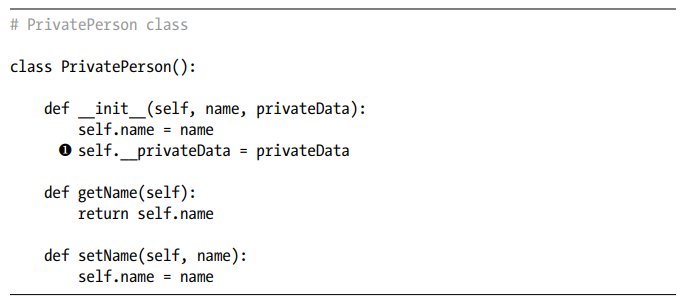 # PrivatePerson class
class PrivatePerson():
def __init__(self, name, privateData):
self.name = name
❶ self.__privateData = privateData
def getName(self):
return self.name
def setName(self, name):
self.name = name